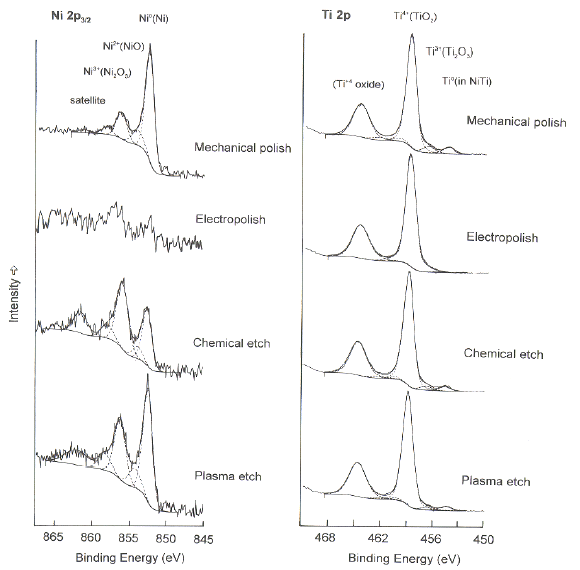 Ni 2p3/2
Ni⁰(Ni)
Ni²⁺(NiO)
Ni³⁺(Ni2O3)
satellite
Mechanical polish
Electropolish
Chemical etch
Plasma etch
Intensity ⇨
865 860 855 850 845
Binding Energy (eV)
Ti 2p
Ti⁴⁺(TiO2)
Ti³⁺(Ti2O3)
(Ti⁺⁴ oxide)
Ti⁰(in NiTi)
Mechanical polish
Electropolish
Chemical etch
Plasma etch
468 462 456 450
Binding Energy (eV)